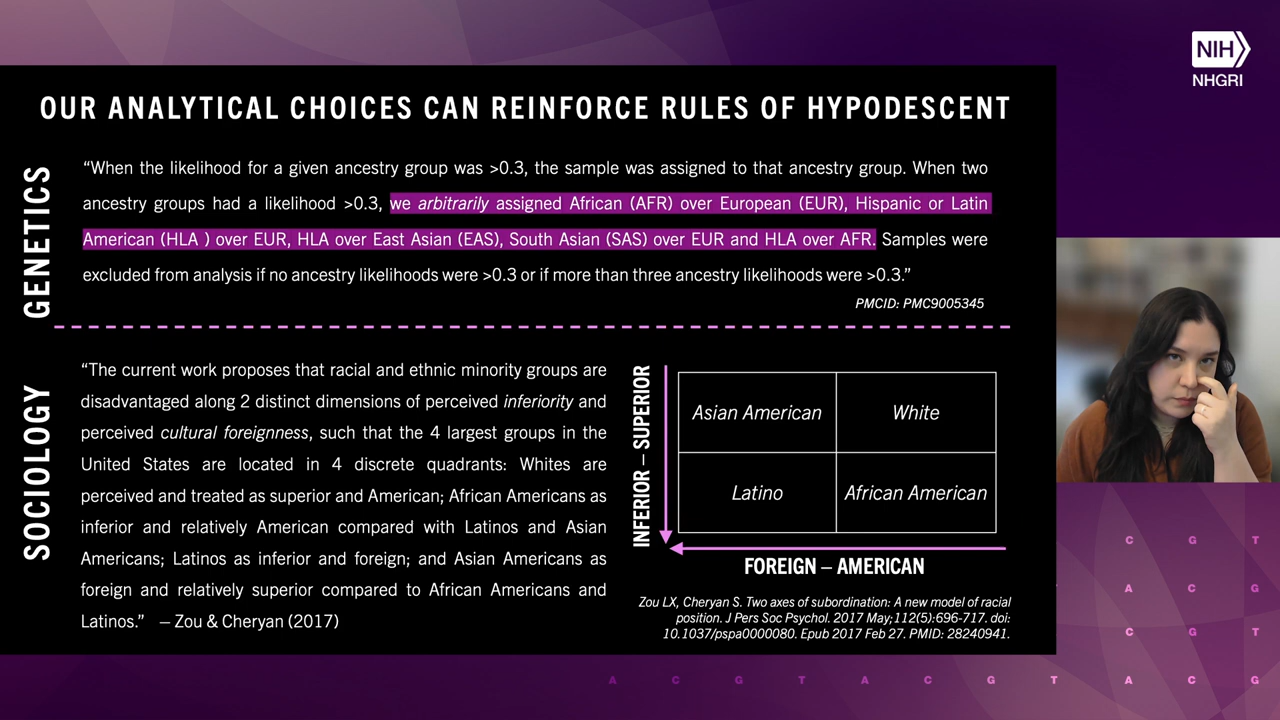 NIH
NHGRI
OUR ANALYTICAL CHOICES CAN REINFORCE RULES OF HYPODESCENT
GENETICS
“When the likelihood for a given ancestry group was >0.3, the sample was assigned to that ancestry group. When two
ancestry groups had a likelihood >0.3, we arbitrarily assigned African (AFR) over European (EUR), Hispanic or Latin
American (HLA ) over EUR, HLA over East Asian (EAS), South Asian (SAS) over EUR and HLA over AFR. Samples were
excluded from analysis if no ancestry likelihoods were >0.3 or if more than three ancestry likelihoods were >0.3.”
PMCID: PMC9005345
SOCIOLOGY
“The current work proposes that racial and ethnic minority groups are
disadvantaged along 2 distinct dimensions of perceived inferiority and
perceived cultural foreignness, such that the 4 largest groups in the
United States are located in 4 discrete quadrants: Whites are
perceived and treated as superior and American; African Americans as
inferior and relatively American compared with Latinos and Asian
Americans; Latinos as inferior and foreign; and Asian Americans as
foreign and relatively superior compared to African Americans and
Latinos.” – Zou & Cheryan (2017)
INFERIOR – SUPERIOR
Asian American
White
Latino
African American
FOREIGN – AMERICAN
Zou LX, Cheryan S. Two axes of subordination: A new model of racial
position. J Pers Soc Psychol. 2017 May;112(5):696-717. doi:
10.1037/pspa0000080. Epub 2017 Feb 27. PMID: 28240941.
C G T
A C G
C G T
A C G T A C G T A C G